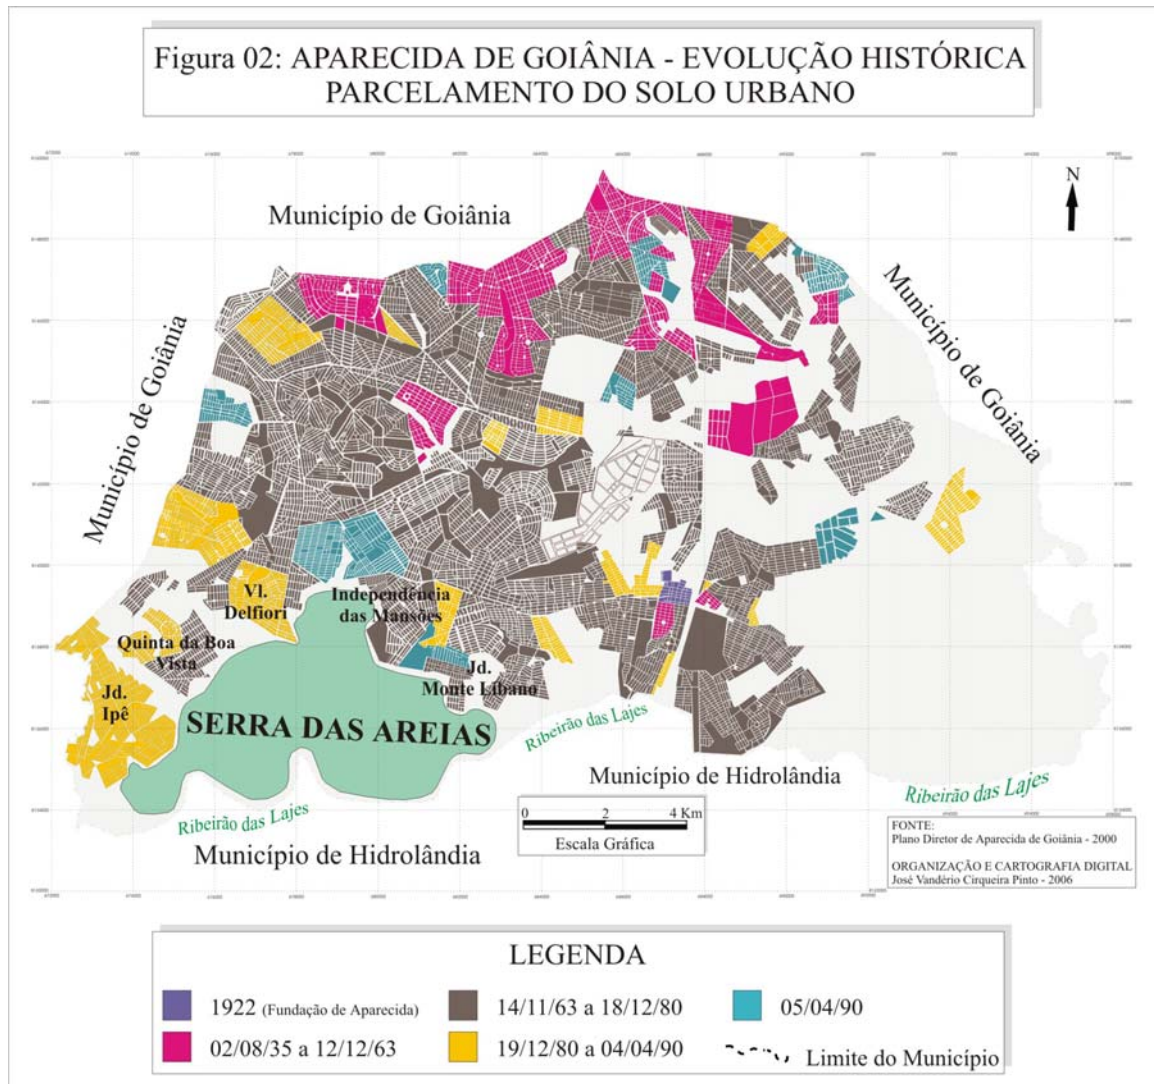 Figura 02: APARECIDA DE GOIÂNIA - EVOLUÇÃO HISTÓRICA
PARCELAMENTO DO SOLO URBANO
N
Município de Goiânia
Município de Goiânia
Município de Goiânia
Vl.
Delfiori
Independência
das Mansões
Quinta da Boa
Vista
Jd.
Ipê
Jd.
Monte Líbano
SERRA DAS AREIAS
Ribeirão das Lajes
Ribeirão das Lajes
Ribeirão das Lajes
Município de Hidrolândia
Município de Hidrolândia
0 2 4 Km
Escala Gráfica
FONTE:
Plano Diretor de Aparecida de Goiânia - 2000
ORGANIZAÇÃO E CARTOGRAFIA DIGITAL
José Vandério Cirqueira Pinto - 2006
LEGENDA
1922 (Fundação de Aparecida)
14/11/63 a 18/12/80
05/04/90
02/08/35 a 12/12/63
19/12/80 a 04/04/90
Limite do Município